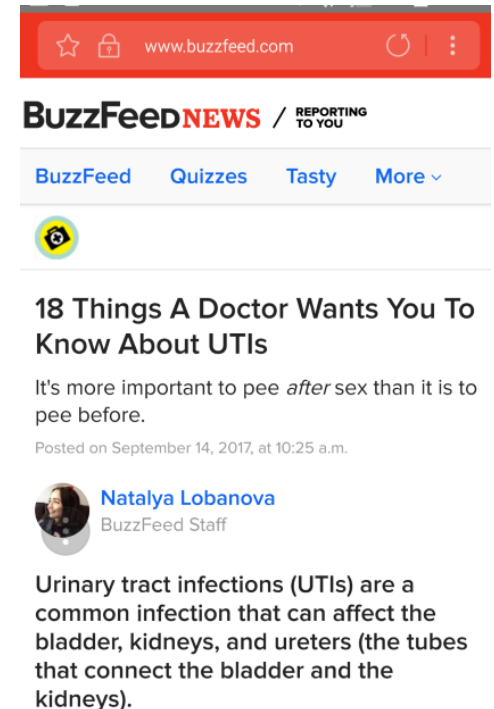 www.buzzfeed.com
BuzzFeeD NEWS / REPORTING
TO YOU
BuzzFeed Quizzes Tasty More
18 Things A Doctor Wants You To
Know About UTIs
It's more important to pee after sex than it is to
pee before.
Posted on September 14, 2017, at 10:25 a.m.
Natalya Lobanova
BuzzFeed Staff
Urinary tract infections (UTIs) are a
common infection that can affect the
bladder, kidneys, and ureters (the tubes
that connect the bladder and the
kidneys).